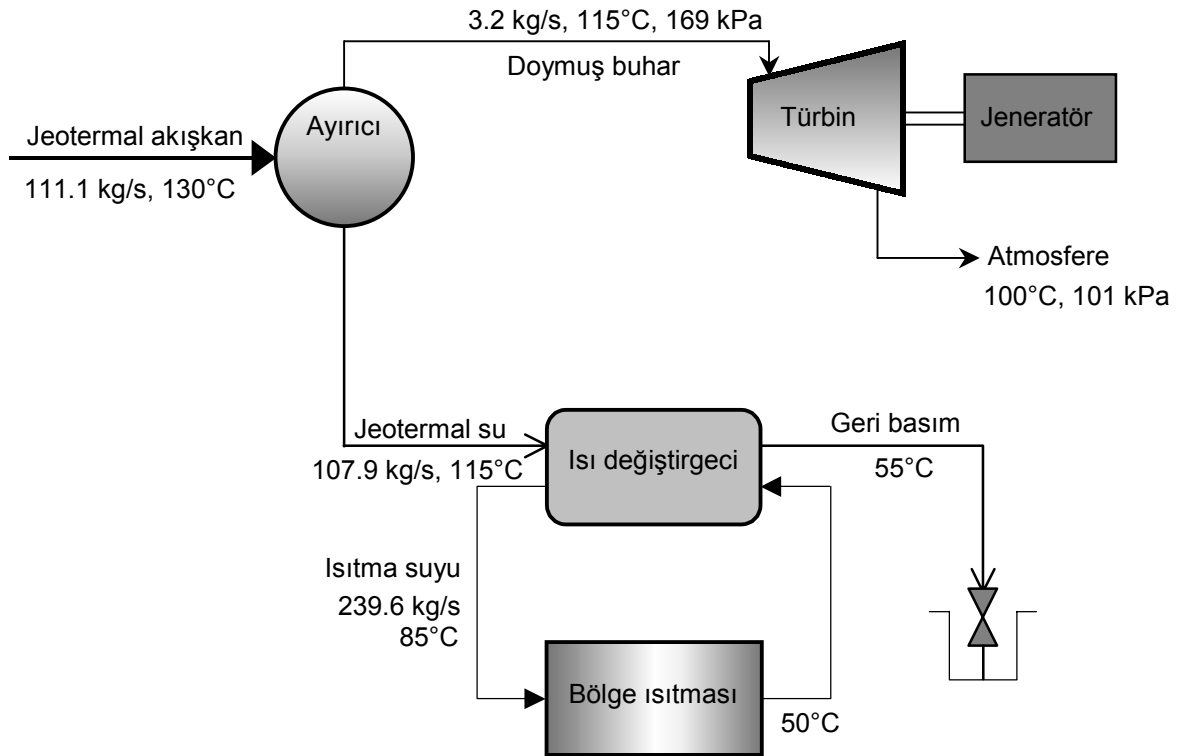 3.2 kg/s, 115°C, 169 kPa
Doymuş buhar
Ayırıcı
Türbin
Jeneratör
Jeotermal akışkan
111.1 kg/s, 130°C
Atmosfere
100°C, 101 kPa
Jeotermal su
107.9 kg/s, 115°C
Isı değiştirgeci
Geri basım
55°C
Isıtma suyu
239.6 kg/s
85°C
Bölge ısıtması
50°C